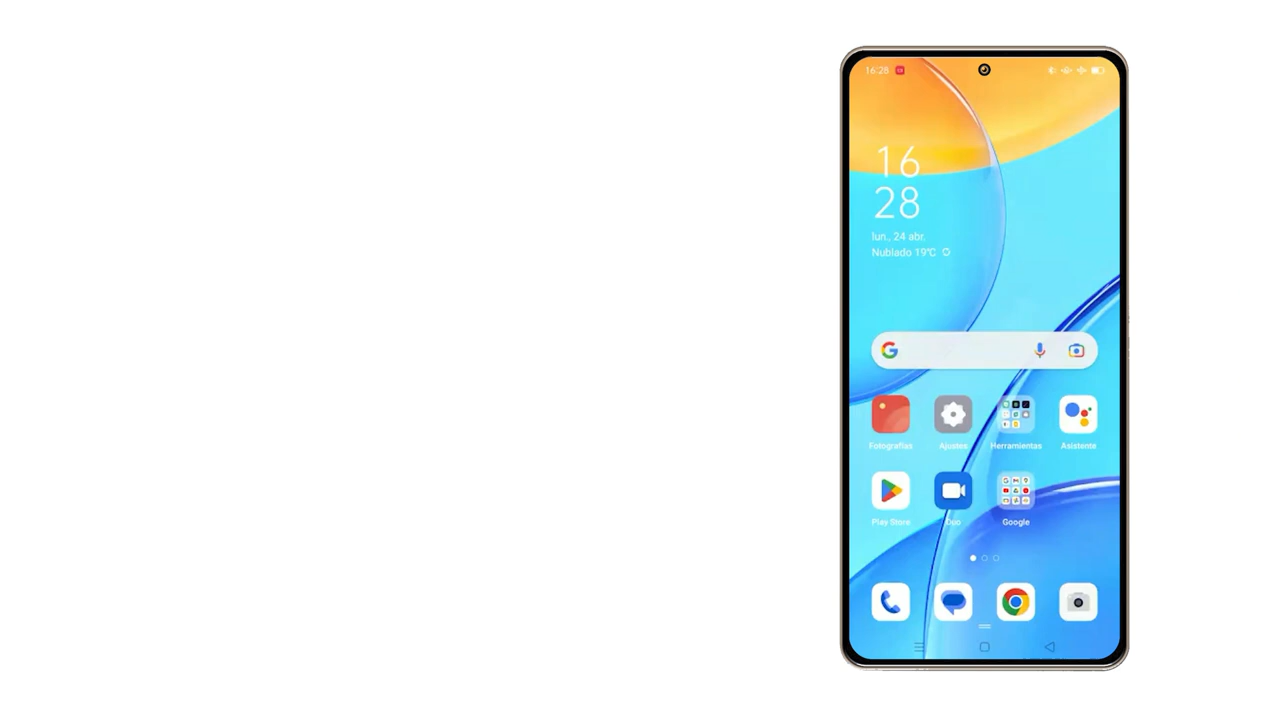 16:28
16
28
lun., 24 abr.
Nublado 19°C
Fotografías
Ajustes
Herramientas
Asistente
Play Store
Duo
Google